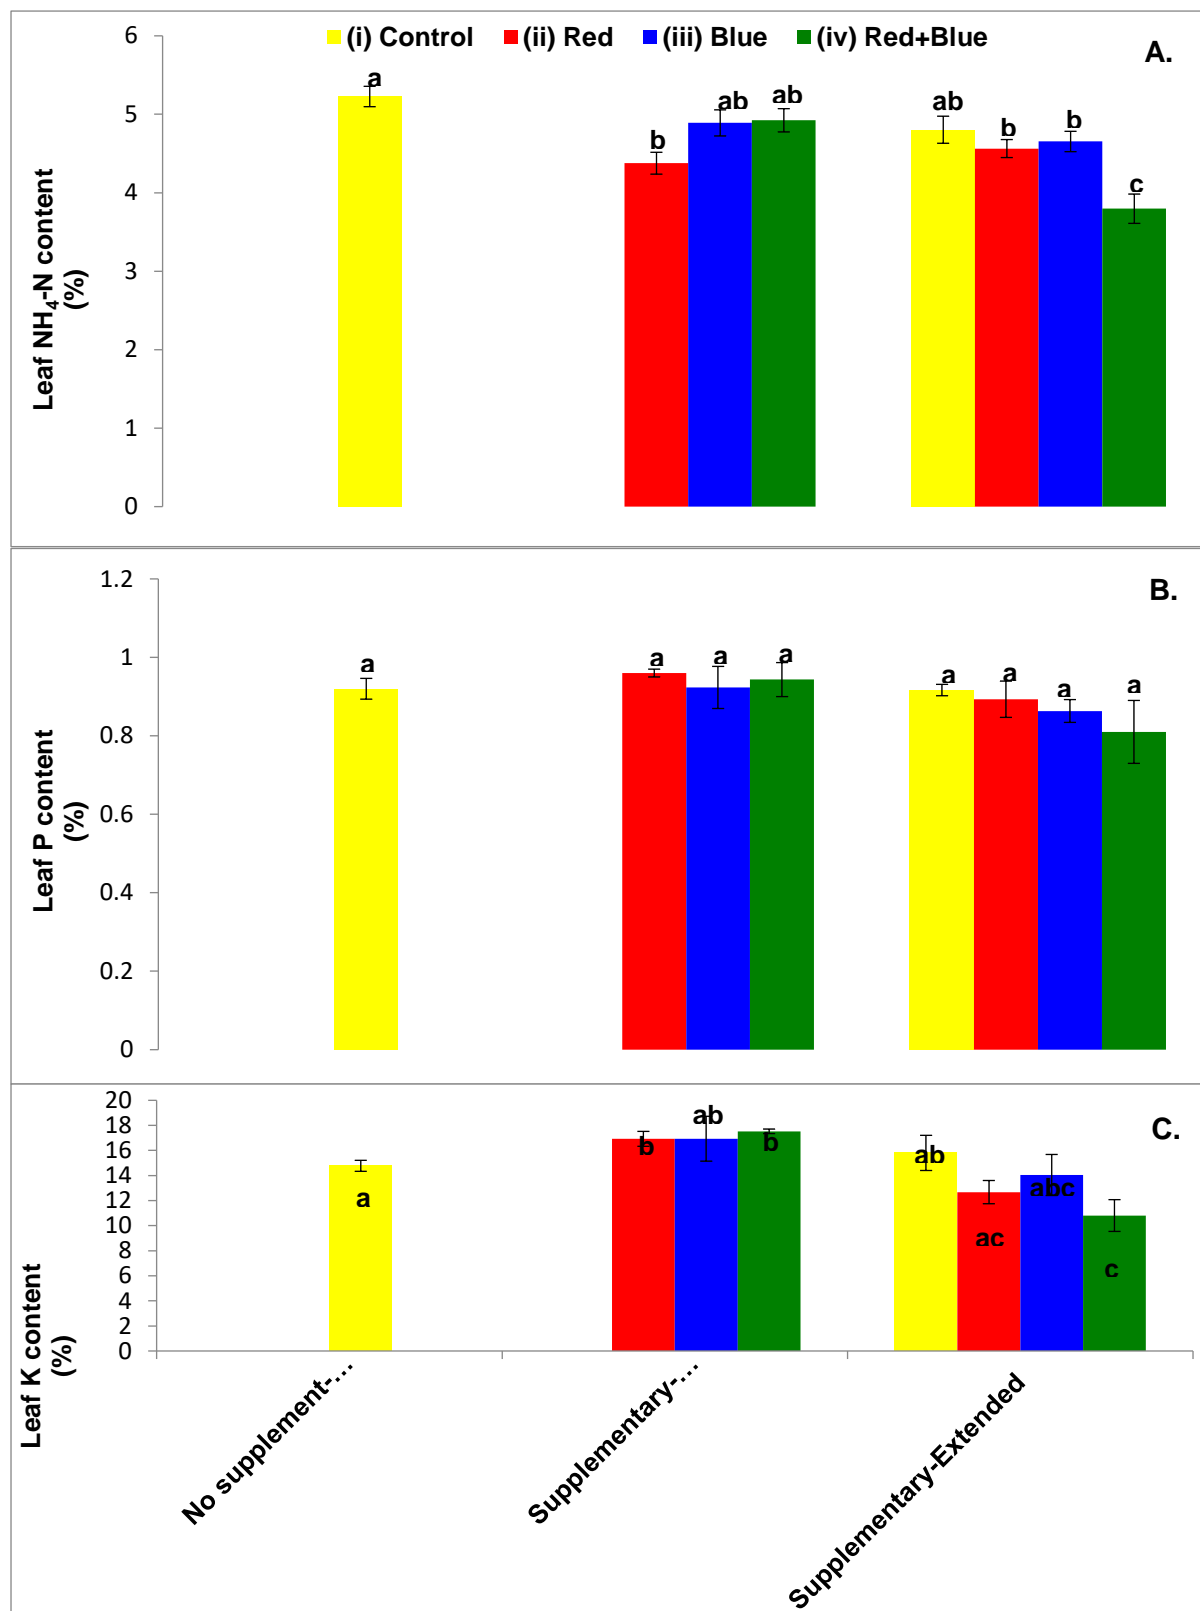 (i) Control (ii) Red (iii) Blue (iv) Red+Blue
A.
Leaf NH₄-N content
(%)
6
5
4
3
2
1
0
a
b
ab
ab
ab
b
b
c
B.
Leaf P content
(%)
1.2
1
0.8
0.6
0.4
0.2
0
a
a
a
a
a
a
a
a
C.
Leaf K content
(%)
20
18
16
14
12
10
8
6
4
2
0
a
b
ab
b
ab
ac
abc
c
No supplement-...
Supplementary-...
Supplementary-Extended